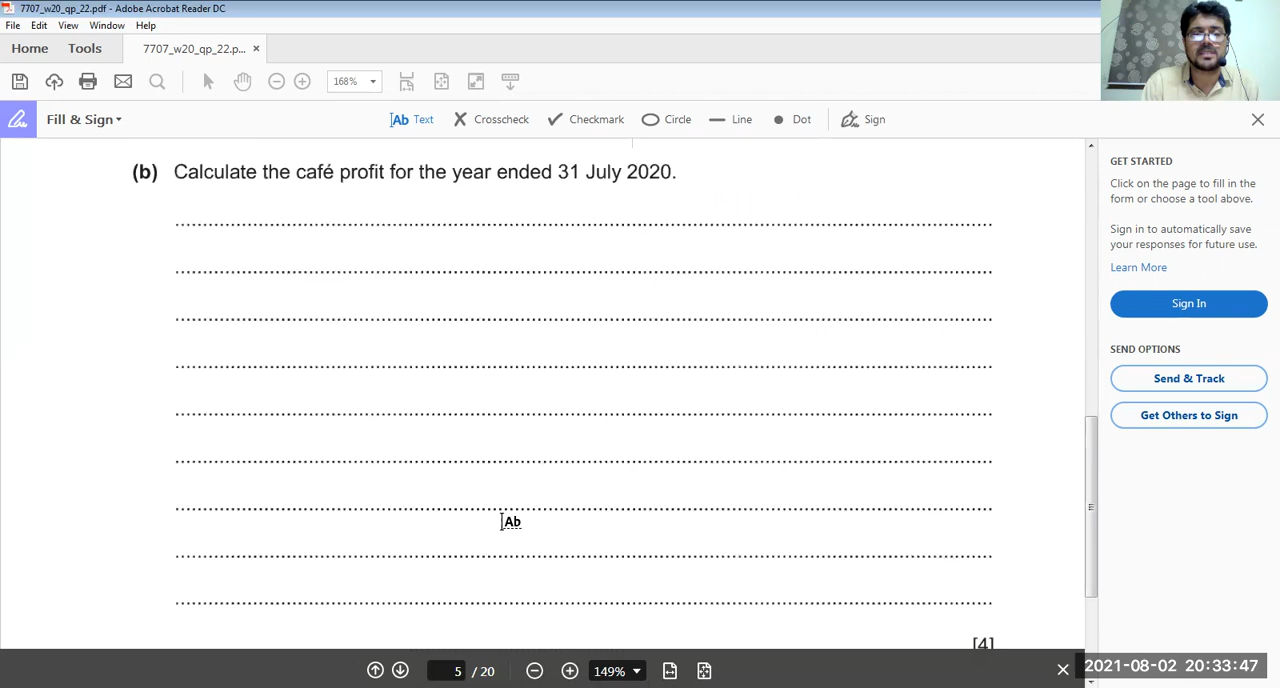 7707_w20_qp_22.pdf - Adobe Acrobat Reader DC
File Edit View Window Help
Home Tools 7707_w20_qp_22.p... ×
168%
Fill & Sign Ab Text Crosscheck Checkmark Circle Line Dot Sign
(b) Calculate the café profit for the year ended 31 July 2020.
Ab
[4]
GET STARTED
Click on the page to fill in the
form or choose a tool above.
Sign in to automatically save
your responses for future use.
Learn More
Sign In
SEND OPTIONS
Send & Track
Get Others to Sign
5 / 20 149%
2021-08-02 20:33:47